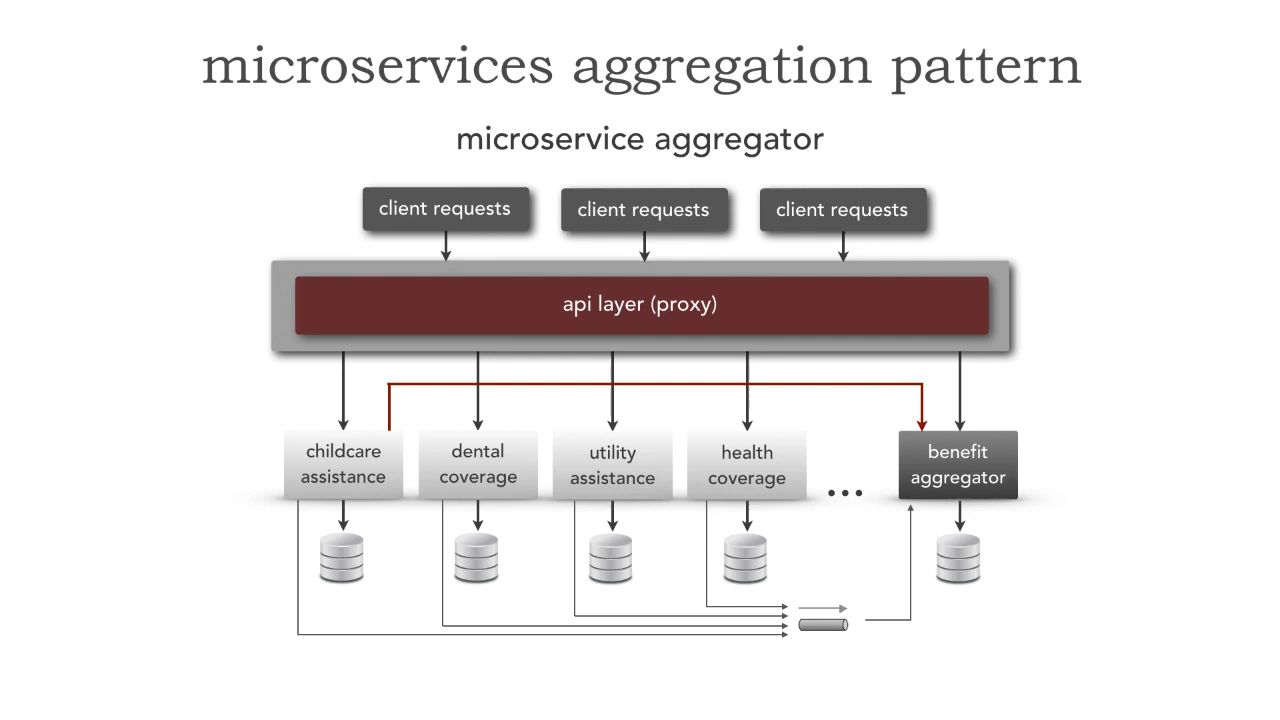 microservices aggregation pattern
microservice aggregator
client requests
client requests
client requests
api layer (proxy)
childcare
assistance
dental
coverage
utility
assistance
health
coverage
...
benefit
aggregator